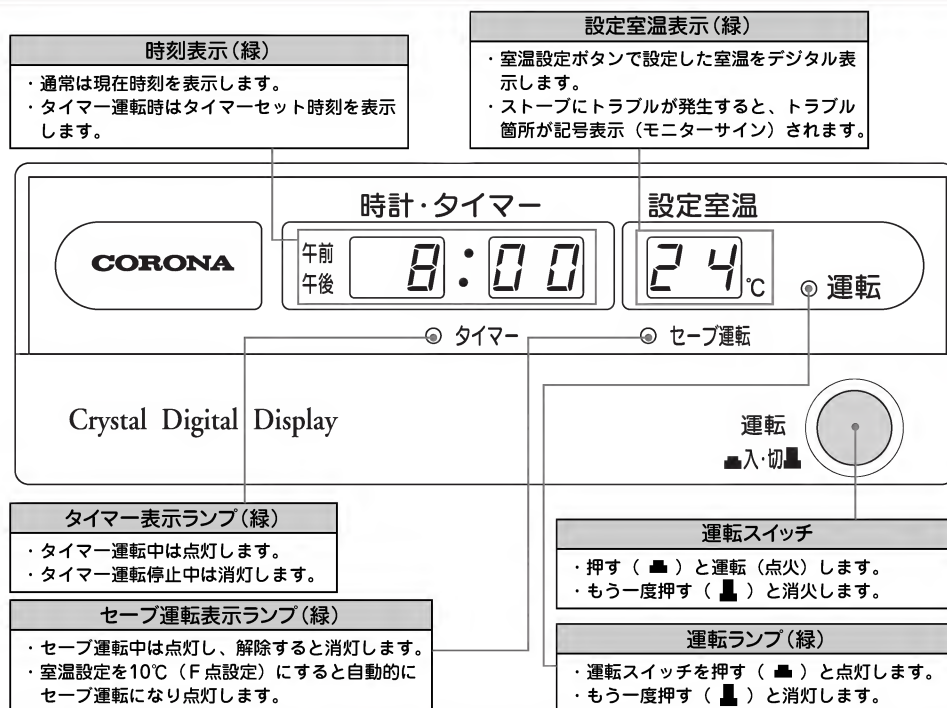 設定室温表示(緑)
・室温設定ボタンで設定した室温をデジタル表
示します。
・ストーブにトラブルが発生すると、トラブル
箇所が記号表示(モニターサイン)されます。
時刻表示(緑)
・通常は現在時刻を表示します。
・タイマー運転時はタイマーセット時刻を表示
します。
時計・タイマー
設定室温
CORONA
午前
午後
8:00
24
℃
運転
タイマー
セーブ運転
Crystal Digital Display
運転
入・切
タイマー表示ランプ(緑)
・タイマー運転中は点灯します。
・タイマー運転停止中は消灯します。
セーブ運転表示ランプ(緑)
・セーブ運転中は点灯し、解除すると消灯します。
・室温設定を10℃(F点設定)にすると自動的に
セーブ運転になり点灯します。
運転スイッチ
・押す( )と運転(点火)します。
・もう一度押す( )と消火します。
運転ランプ(緑)
・運転スイッチを押す( )と点灯します。
・もう一度押す( )と消灯します。